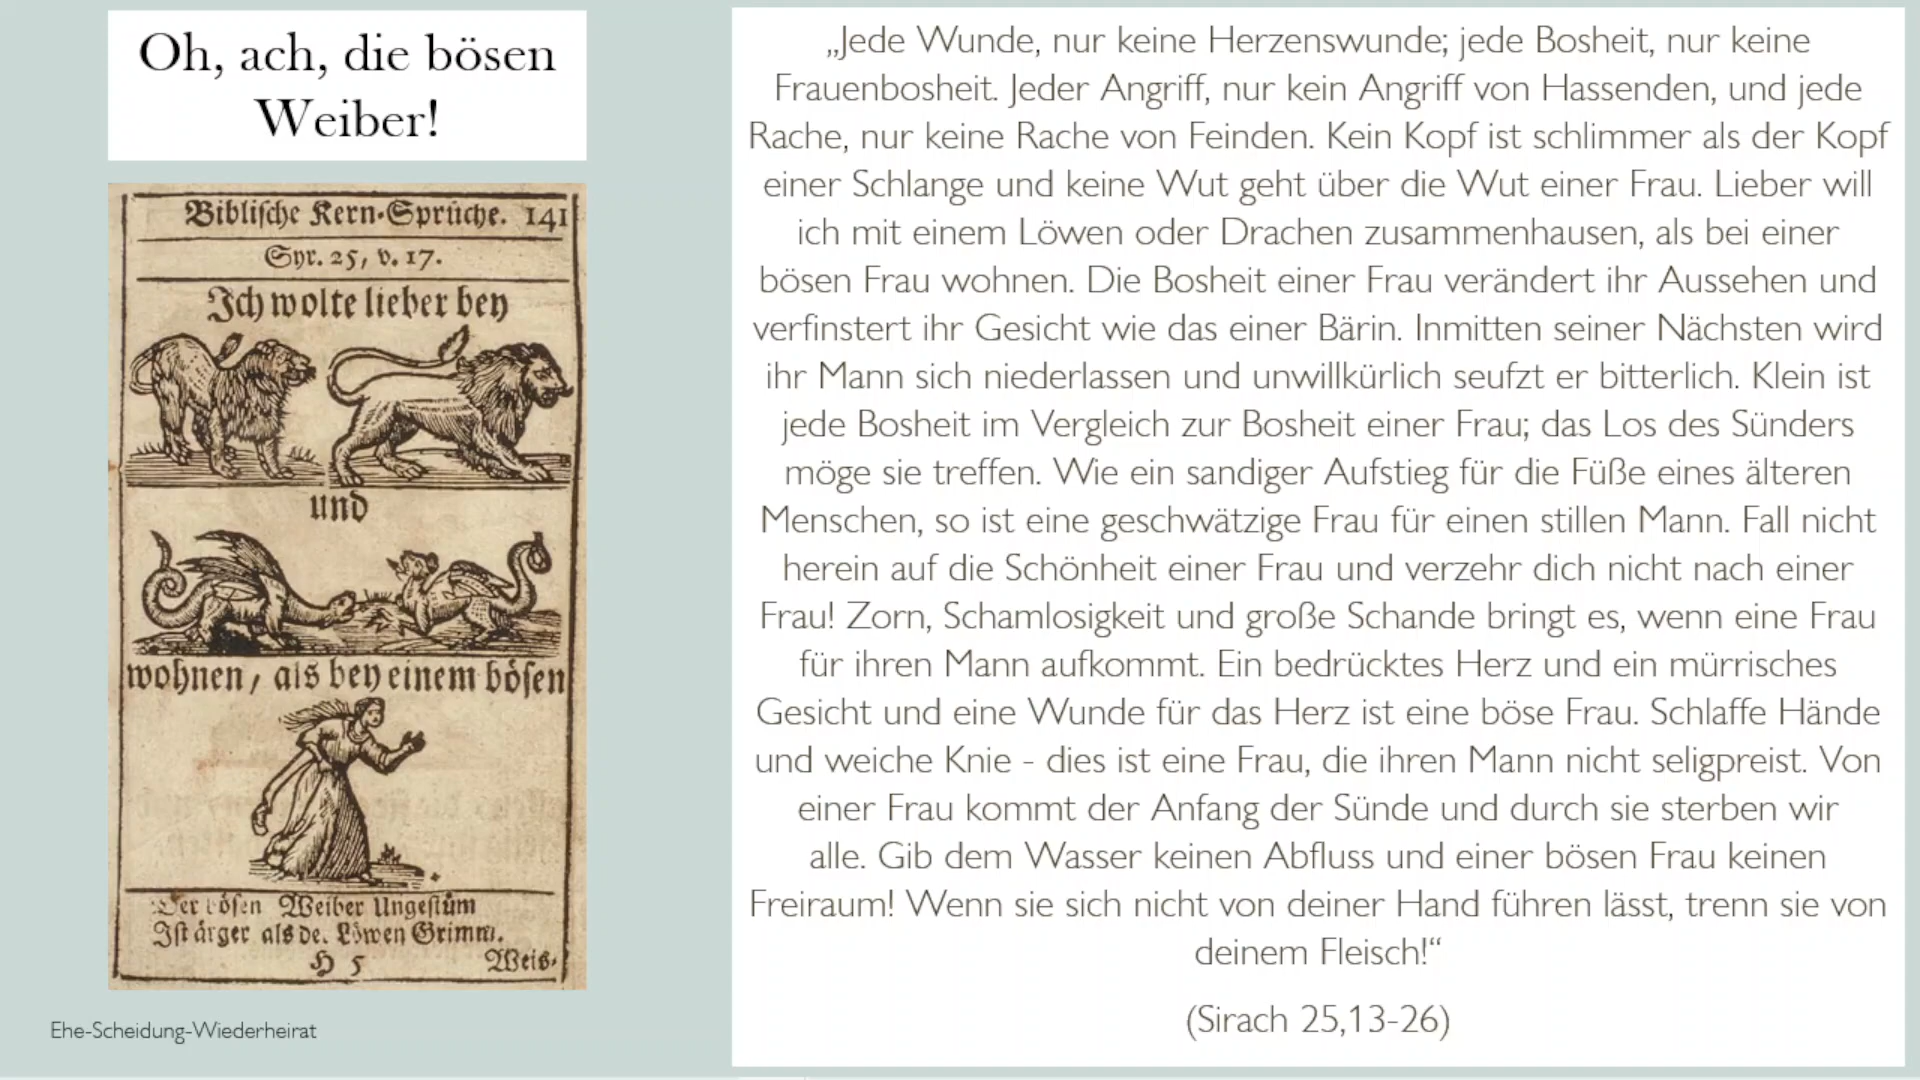 Oh, ach, die bösen
Weiber!
Biblische Kern-Sprüche. 141
Syr. 25, v. 17.
Ich wolte lieber bey
und
wohnen, als bey einem bösen
Der bösen Weiber Ungestüm
Ist ärger als de. Löwen Grimm.
H 5 Weis-
Ehe-Scheidung-Wiederheirat
„Jede Wunde, nur keine Herzenswunde; jede Bosheit, nur keine
Frauenbosheit. Jeder Angriff, nur kein Angriff von Hassenden, und jede
Rache, nur keine Rache von Feinden. Kein Kopf ist schlimmer als der Kopf
einer Schlange und keine Wut geht über die Wut einer Frau. Lieber will
ich mit einem Löwen oder Drachen zusammenhausen, als bei einer
bösen Frau wohnen. Die Bosheit einer Frau verändert ihr Aussehen und
verfinstert ihr Gesicht wie das einer Bärin. Inmitten seiner Nächsten wird
ihr Mann sich niederlassen und unwillkürlich seufzt er bitterlich. Klein ist
jede Bosheit im Vergleich zur Bosheit einer Frau; das Los des Sünders
möge sie treffen. Wie ein sandiger Aufstieg für die Füße eines älteren
Menschen, so ist eine geschwätzige Frau für einen stillen Mann. Fall nicht
herein auf die Schönheit einer Frau und verzehr dich nicht nach einer
Frau! Zorn, Schamlosigkeit und große Schande bringt es, wenn eine Frau
für ihren Mann aufkommt. Ein bedrücktes Herz und ein mürrisches
Gesicht und eine Wunde für das Herz ist eine böse Frau. Schlaffe Hände
und weiche Knie - dies ist eine Frau, die ihren Mann nicht seligpreist. Von
einer Frau kommt der Anfang der Sünde und durch sie sterben wir
alle. Gib dem Wasser keinen Abfluss und einer bösen Frau keinen
Freiraum! Wenn sie sich nicht von deiner Hand führen lässt, trenn sie von
deinem Fleisch!“
(Sirach 25,13-26)